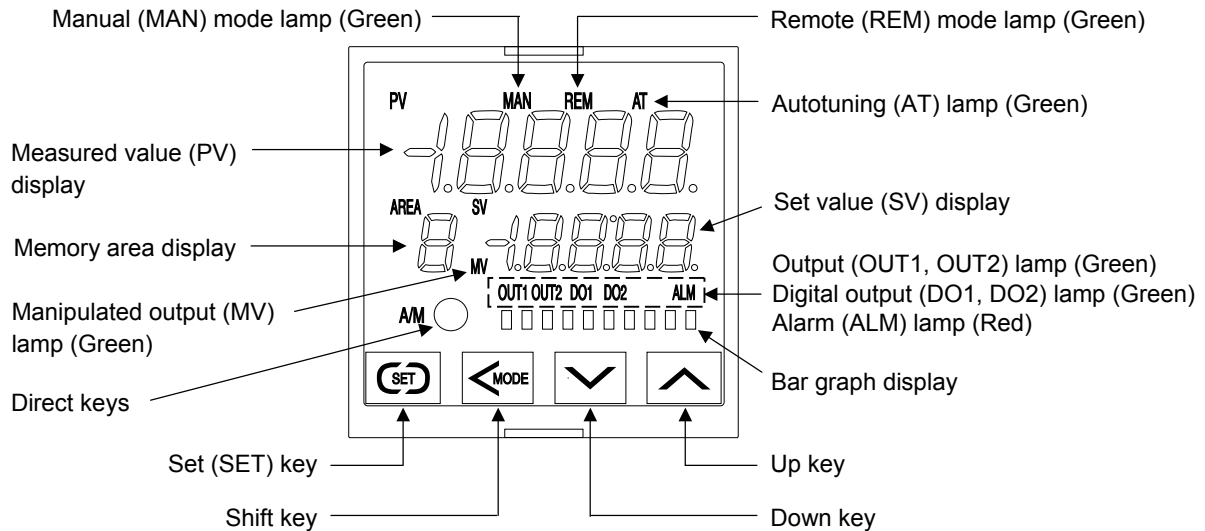 Manual (MAN) mode lamp (Green)
Remote (REM) mode lamp (Green)
PV MAN REM AT
Autotuning (AT) lamp (Green)
Measured value (PV)
display
AREA SV
Set value (SV) display
Memory area display
MV
Output (OUT1, OUT2) lamp (Green)
OUT1 OUT2 DO1 DO2 ALM
Digital output (DO1, DO2) lamp (Green)
Manipulated output (MV)
lamp (Green)
A/M
Alarm (ALM) lamp (Red)
SET
MODE
Bar graph display
Direct keys
Set (SET) key
Up key
Shift key
Down key